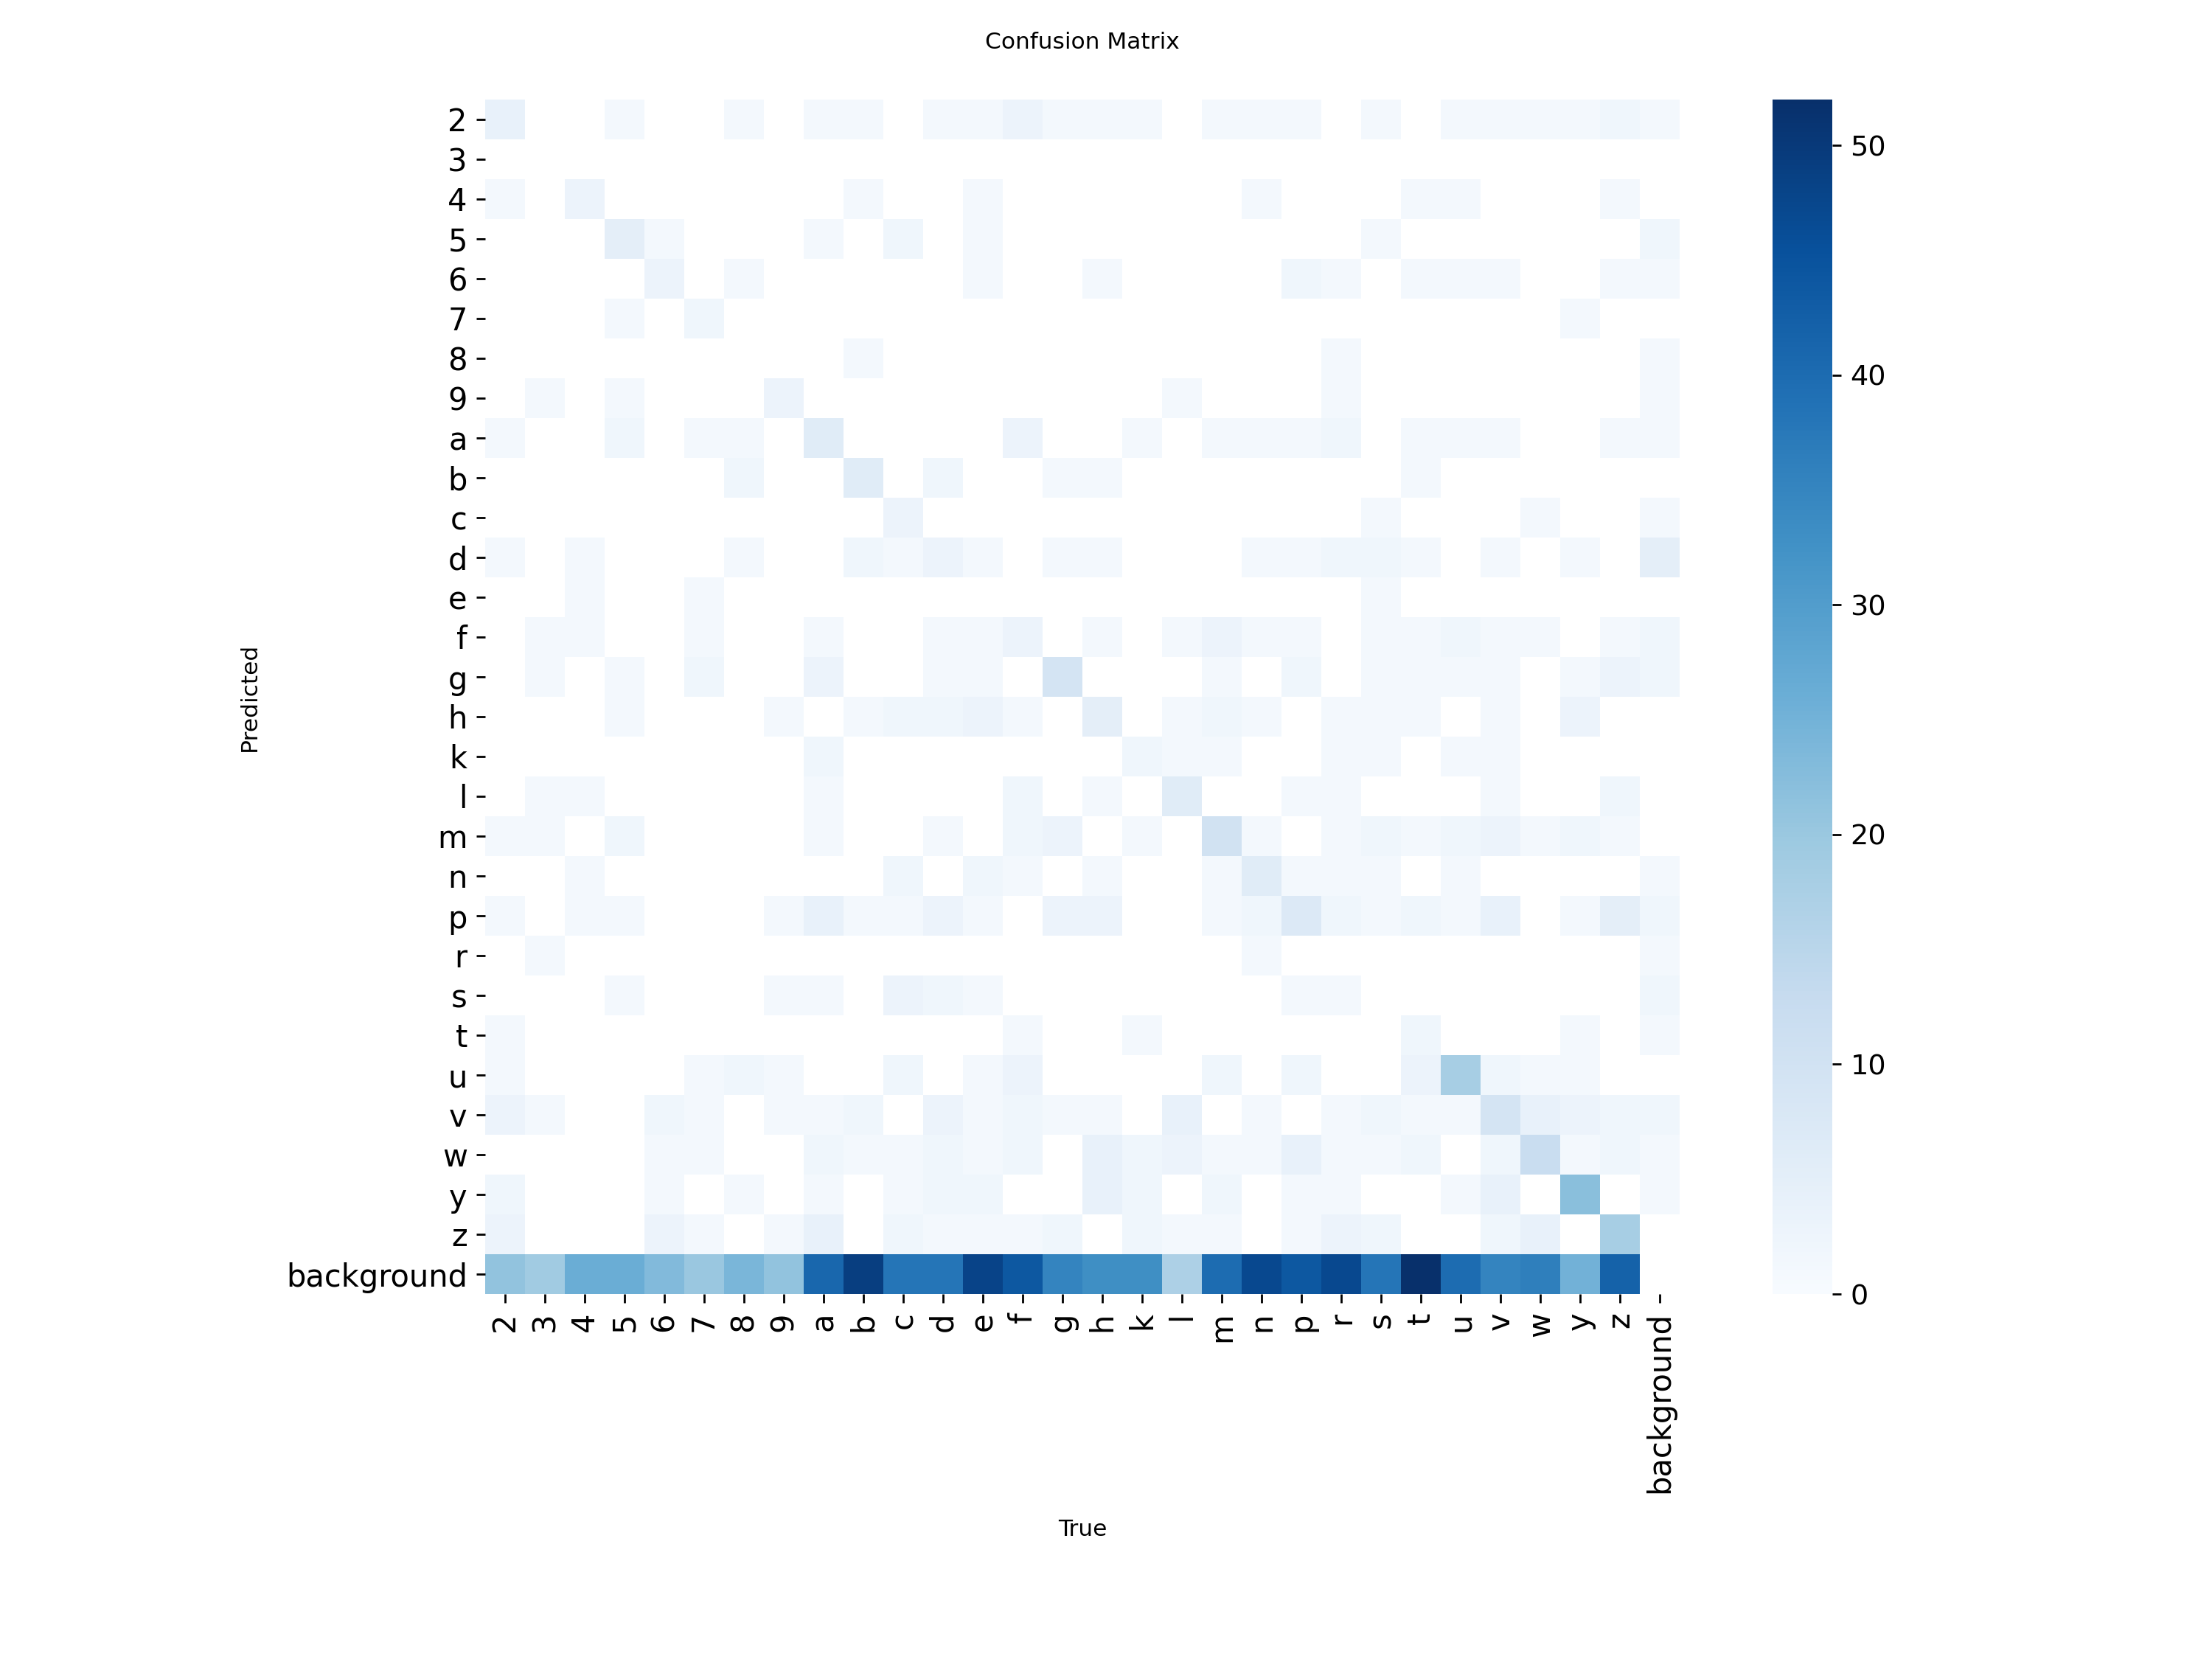 Confusion Matrix
2
3
4
5
6
7
8
9
a
b
c
d
e
f
g
h
k
l
m
n
p
r
s
t
u
v
w
y
z
background
Predicted
2 3 4 5 6 7 8 9 a b c d e f g h k l m n p r s t u v w y z background
True
50
40
30
20
10
0